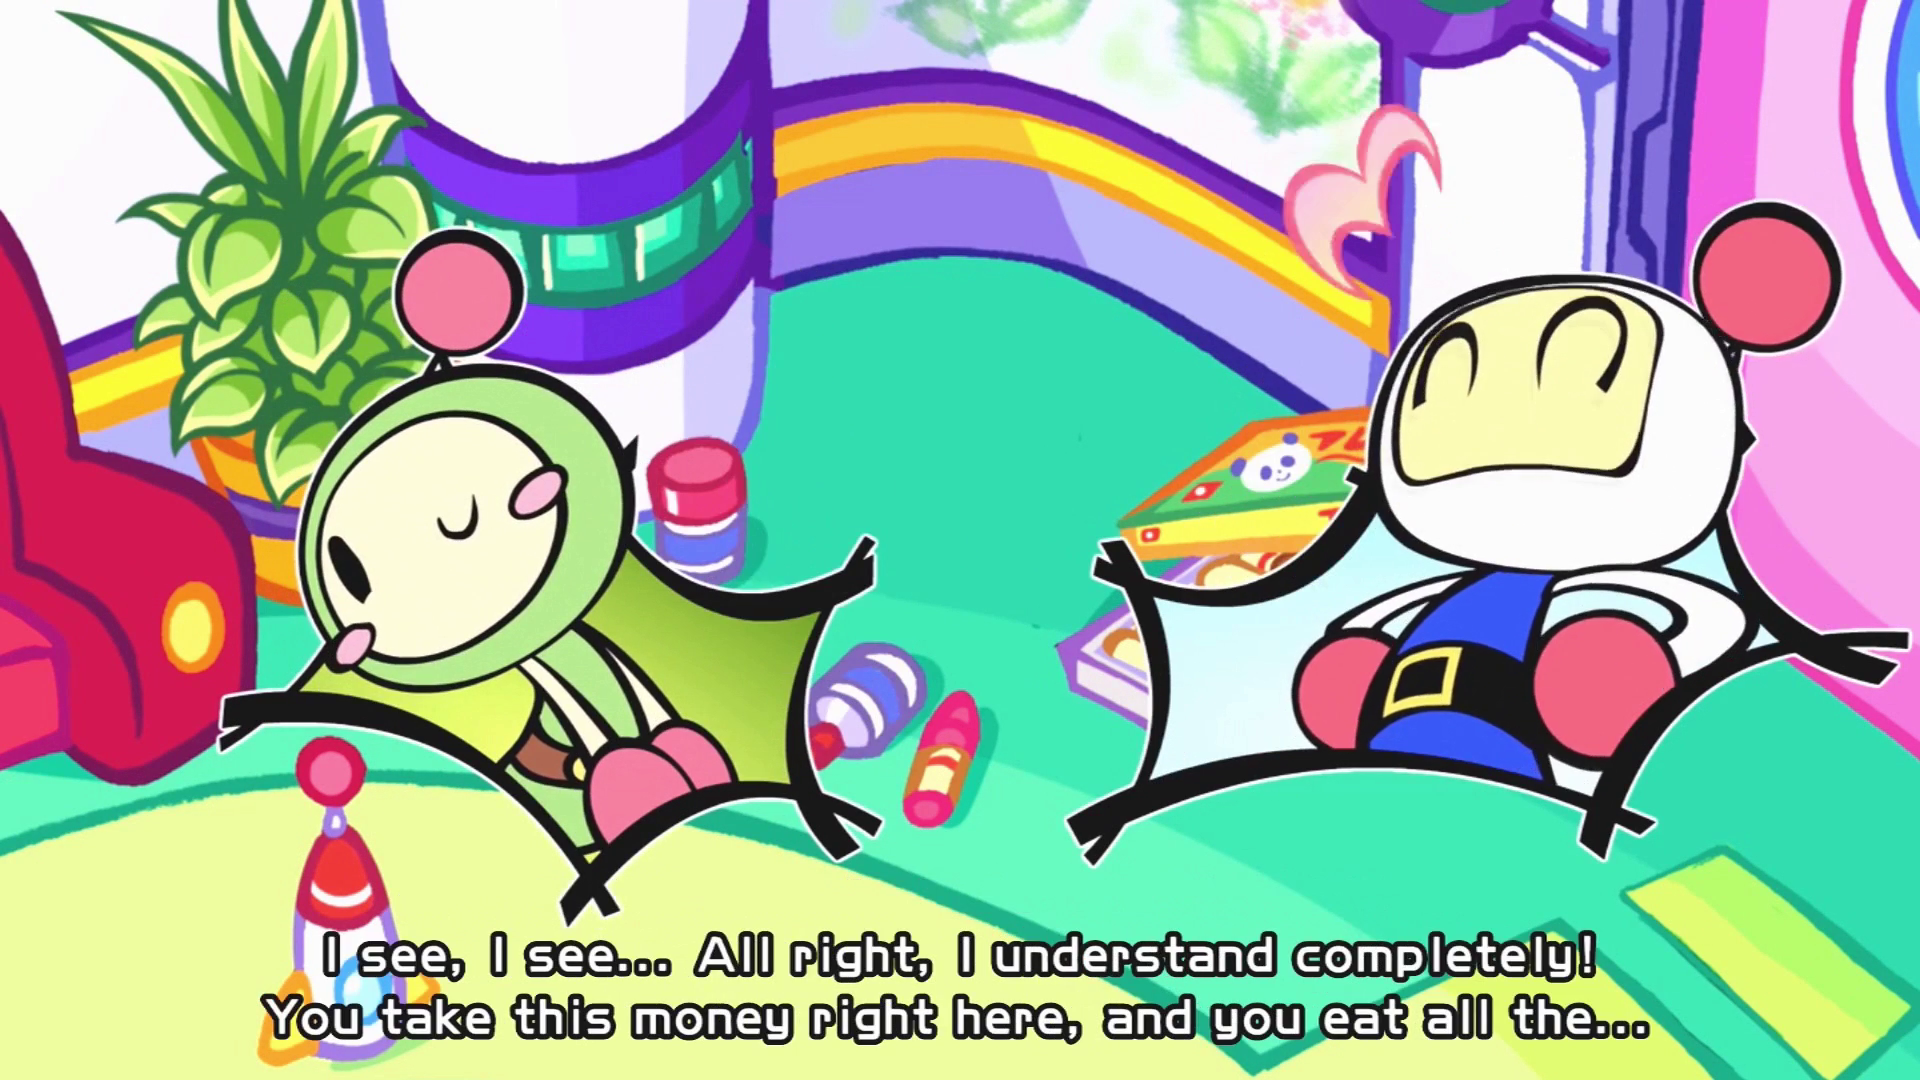 I see, I see... All right, I understand completely!
You take this money right here, and you eat all the...